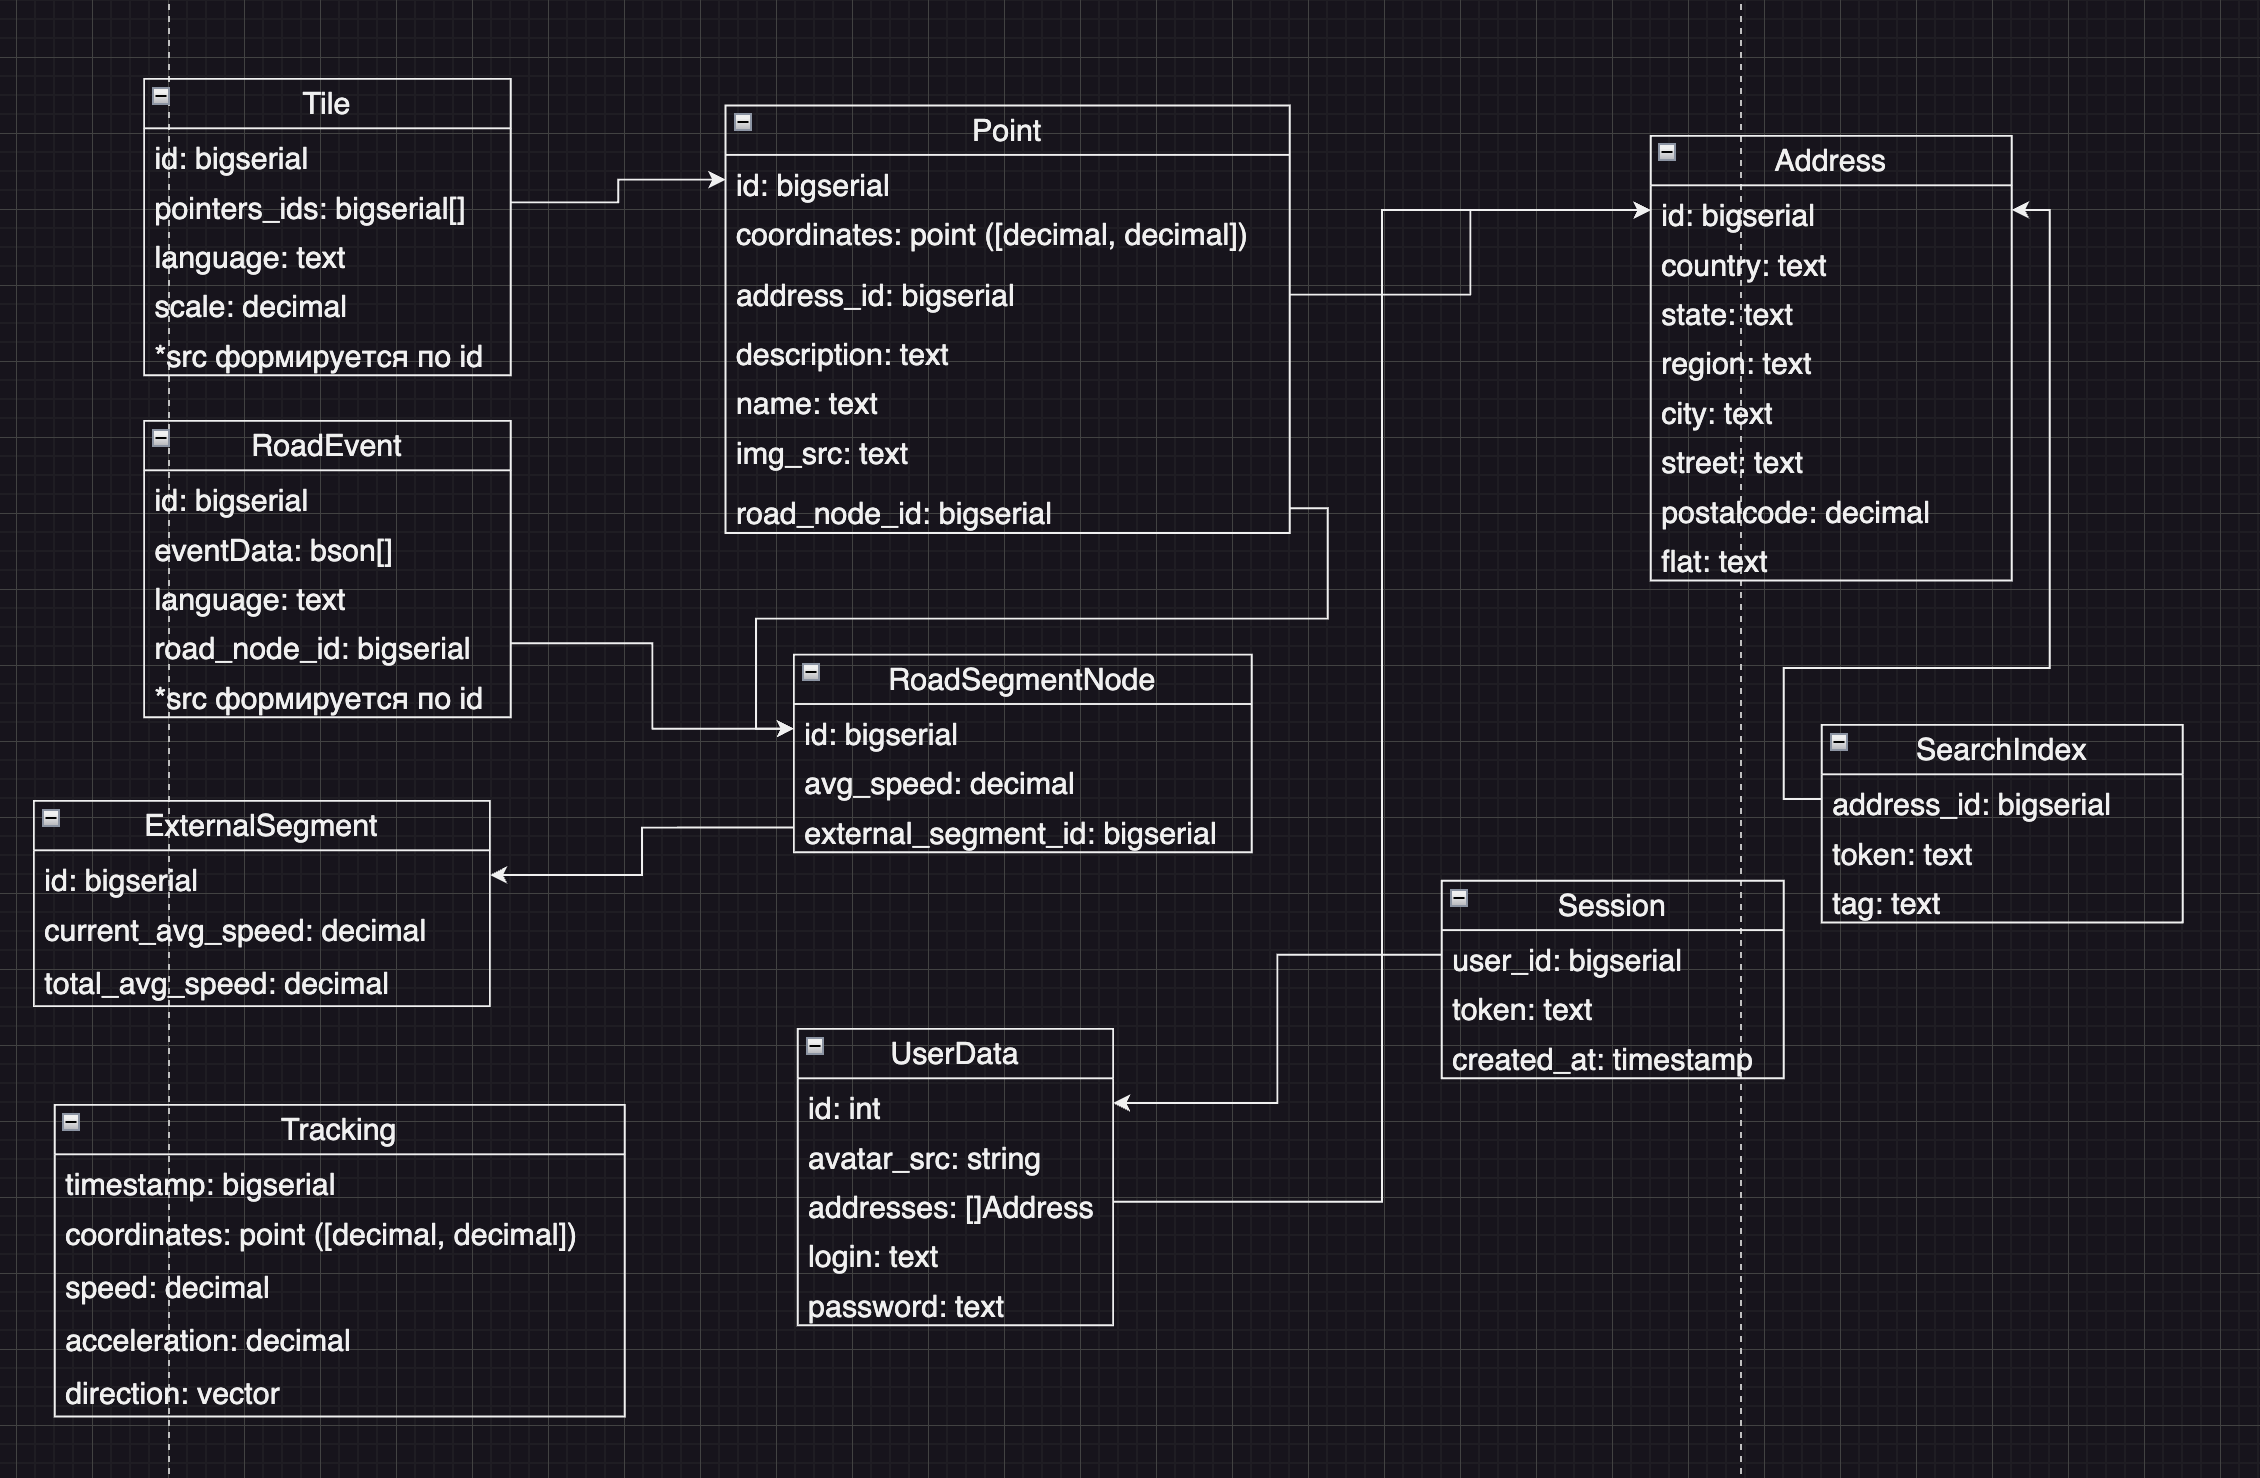 Tile
id: bigserial
pointers_ids: bigserial[]
language: text
scale: decimal
*src формируется по id
Point
id: bigserial
coordinates: point ([decimal, decimal])
address_id: bigserial
description: text
name: text
img_src: text
road_node_id: bigserial
Address
id: bigserial
country: text
state: text
region: text
city: text
street: text
postalcode: decimal
flat: text
RoadEvent
id: bigserial
eventData: bson[]
language: text
road_node_id: bigserial
*src формируется по id
RoadSegmentNode
id: bigserial
avg_speed: decimal
external_segment_id: bigserial
SearchIndex
address_id: bigserial
token: text
tag: text
ExternalSegment
id: bigserial
current_avg_speed: decimal
total_avg_speed: decimal
Session
user_id: bigserial
token: text
created_at: timestamp
UserData
id: int
avatar_src: string
addresses: []Address
login: text
password: text
Tracking
timestamp: bigserial
coordinates: point ([decimal, decimal])
speed: decimal
acceleration: decimal
direction: vector